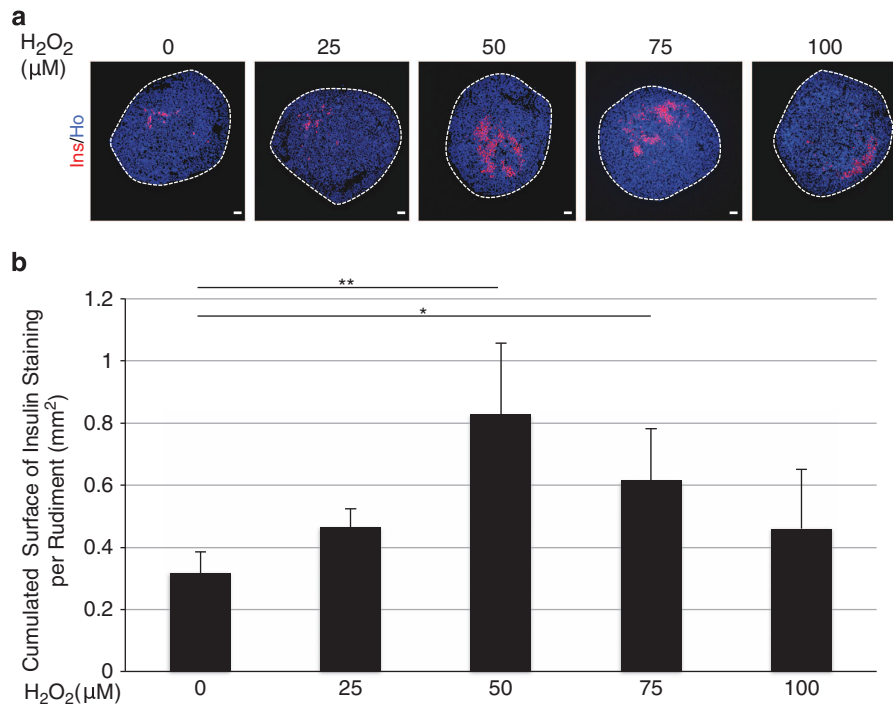 a
H₂O₂
(µM)
0 25 50 75 100
Ins/Ho
b
**
*
Cumulated Surface of Insulin Staining
per Rudiment (mm²)
1.2
1
0.8
0.6
0.4
0.2
0
H₂O₂(µM) 0 25 50 75 100